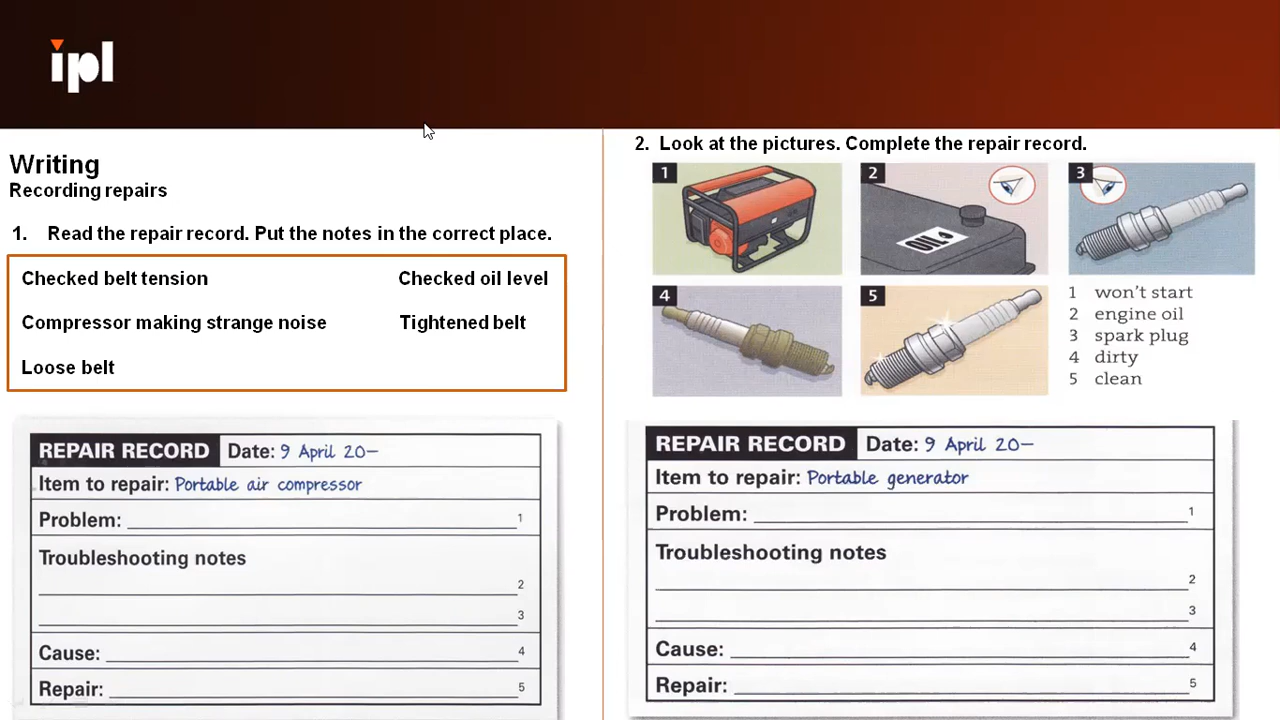 ipl
Writing
Recording repairs
1. Read the repair record. Put the notes in the correct place.
Checked belt tension Checked oil level
Compressor making strange noise Tightened belt
Loose belt
REPAIR RECORD Date: 9 April 20–
Item to repair: Portable air compressor
Problem: 1
Troubleshooting notes
2
3
Cause: 4
Repair: 5
2. Look at the pictures. Complete the repair record.
1
2
OIL
3
4
5
1 won't start
2 engine oil
3 spark plug
4 dirty
5 clean
REPAIR RECORD Date: 9 April 20–
Item to repair: Portable generator
Problem: 1
Troubleshooting notes
2
3
Cause: 4
Repair: 5